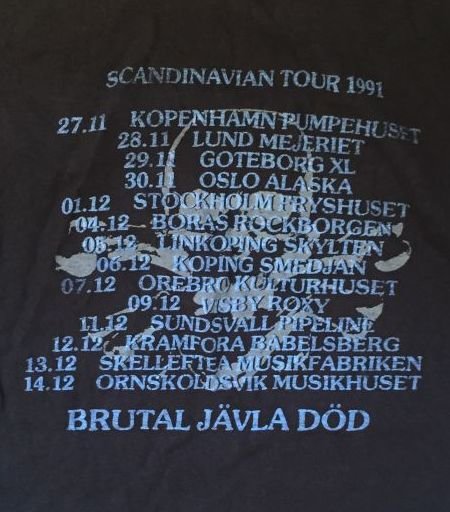 SCANDINAVIAN TOUR 1991
27.11 KOPENHAMN PUMPEHUSET
28.11 LUND MEJERIET
29.11 GOTEBORG XL
30.11 OSLO ALASKA
01.12 STOCKHOLM FRYSHUSET
04.12 BORAS ROCKBORGEN
05.12 LINKOPING SKYLTEN
06.12 KOPING SMEDJAN
07.12 OREBRO KULTURHUSET
09.12 VISBY ROXY
11.12 SUNDSVALL PIPELINE
12.12 KRAMFORA BABELSBERG
13.12 SKELLEFTEA MUSIKFABRIKEN
14.12 ORNSKOLDSVIK MUSIKHUSET
BRUTAL JÄVLA DÖD